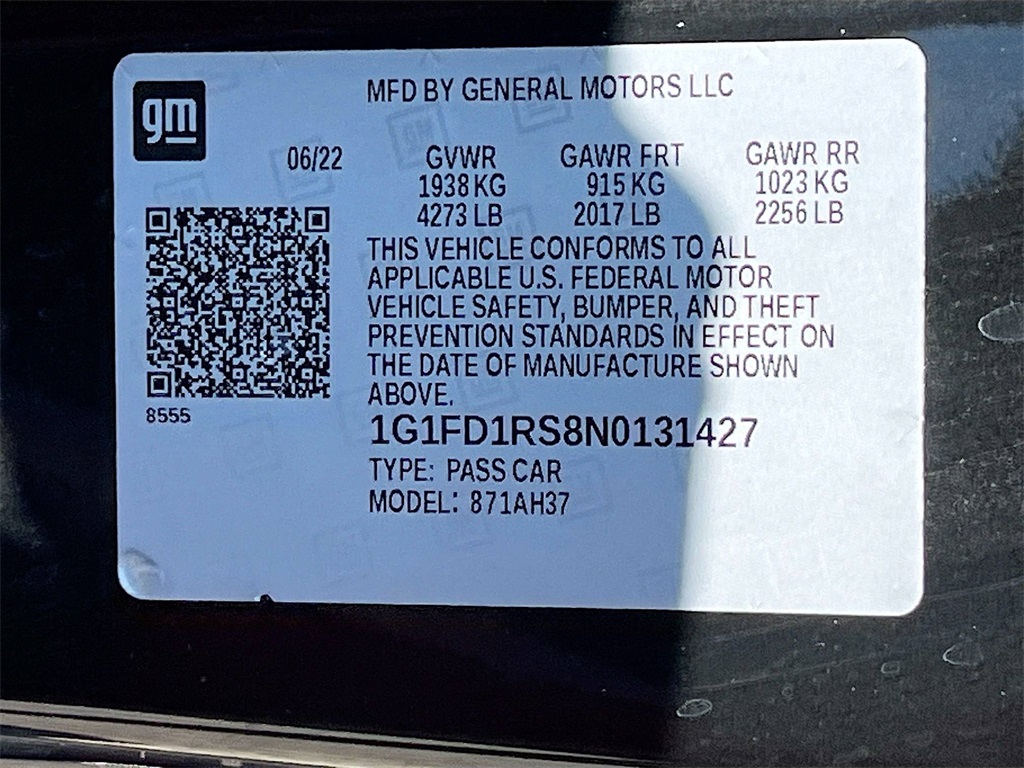 gm
MFD BY GENERAL MOTORS LLC
06/22 GVWR GAWR FRT GAWR RR
1938 KG 915 KG 1023 KG
4273 LB 2017 LB 2256 LB
THIS VEHICLE CONFORMS TO ALL
APPLICABLE U.S. FEDERAL MOTOR
VEHICLE SAFETY, BUMPER, AND THEFT
PREVENTION STANDARDS IN EFFECT ON
THE DATE OF MANUFACTURE SHOWN
ABOVE.
8555
1G1FD1RS8N0131427
TYPE: PASS CAR
MODEL: 871AH37